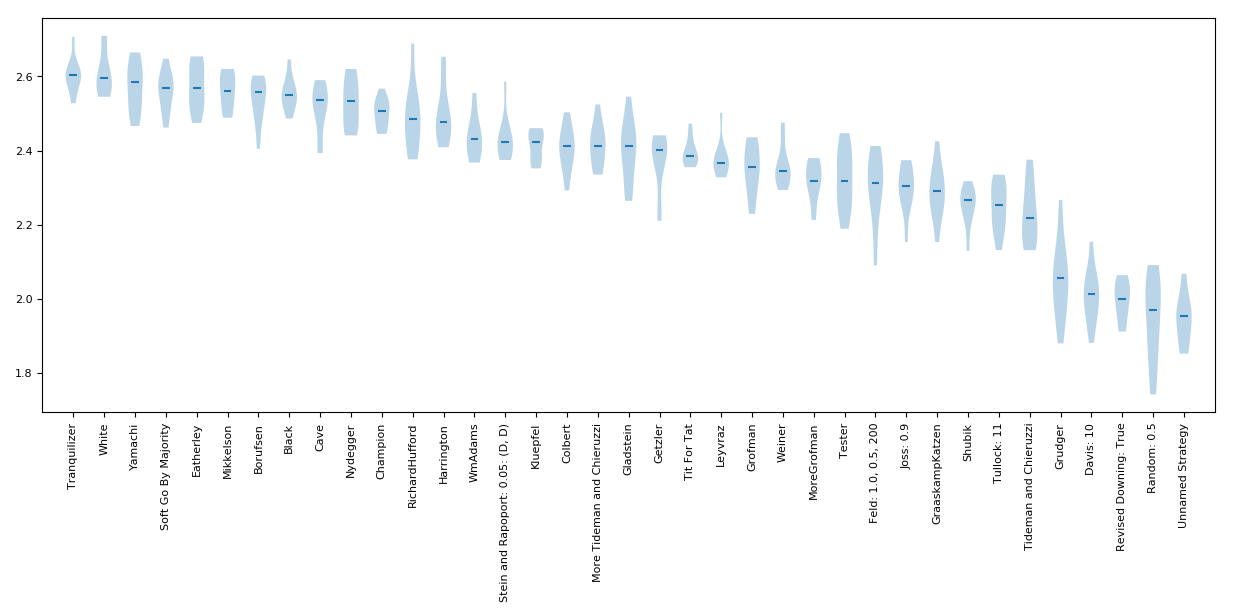 2.6
2.4
2.2
2.0
1.8
Tranquilizer
White
Yamachi
Soft Go By Majority
Eatherley
Mikkelson
Borufsen
Black
Cave
Nydegger
Champion
RichardHufford
Harrington
WmAdams
Stein and Rapoport: 0.05: (D, D)
Kluepfel
Colbert
More Tideman and Chieruzzi
Gladstein
Getzler
Tit For Tat
Leyvraz
Grofman
Weiner
MoreGrofman
Tester
Feld: 1.0, 0.5, 200
Joss: 0.9
GraaskampKatzen
Shubik
Tullock: 11
Tideman and Chieruzzi
Grudger
Davis: 10
Revised Downing: True
Random: 0.5
Unnamed Strategy